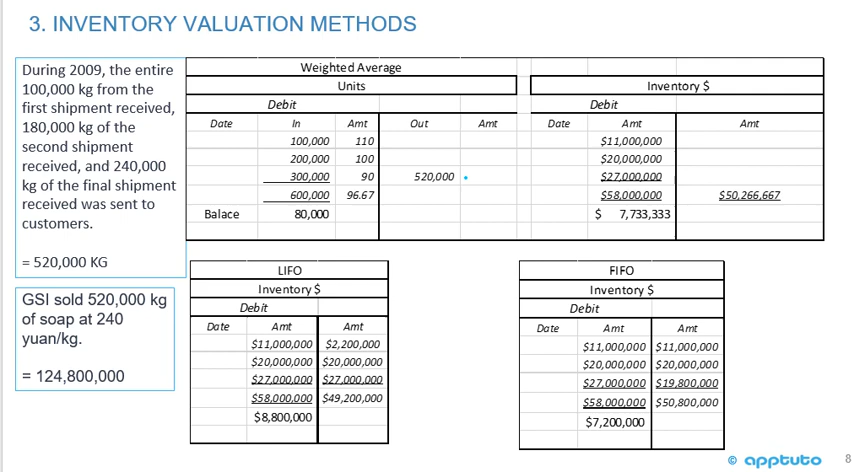 3. INVENTORY VALUATION METHODS
During 2009, the entire
100,000 kg from the
first shipment received,
180,000 kg of the
second shipment
received, and 240,000
kg of the final shipment
received was sent to
customers.
= 520,000 KG
GSI sold 520,000 kg
of soap at 240
yuan/kg.
= 124,800,000
Weighted Average
Units Inventory $
Debit Debit
Date In Amt Out Amt Date Amt Amt
100,000 110 $11,000,000
200,000 100 $20,000,000
300,000 90 520,000 $27,000,000
600,000 96.67 $58,000,000 $50,266,667
Balace 80,000 $ 7,733,333
LIFO
Inventory $
Debit
Date Amt Amt
$11,000,000 $2,200,000
$20,000,000 $20,000,000
$27,000,000 $27,000,000
$58,000,000 $49,200,000
$8,800,000
FIFO
Inventory $
Debit
Date Amt Amt
$11,000,000 $11,000,000
$20,000,000 $20,000,000
$27,000,000 $19,800,000
$58,000,000 $50,800,000
$7,200,000
© apptuto 8